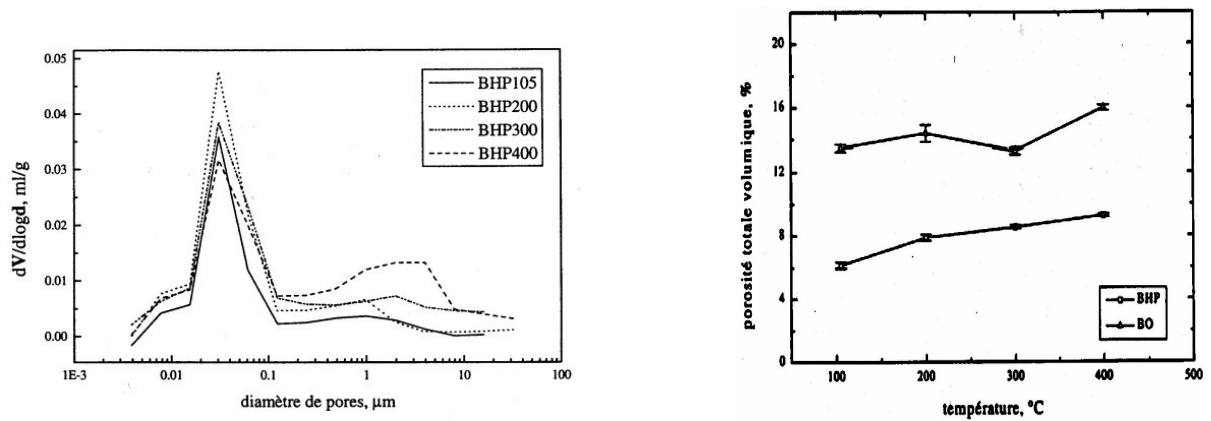 0.05
0.04
0.03
0.02
0.01
0.00
dV/dlogd, ml/g
BHP105
BHP200
BHP300
BHP400
1E-3
0.01
0.1
1
10
100
diamètre de pores, µm
20
16
12
8
4
0
porosité totale volumique, %
BHP
BO
100
200
300
400
500
température, °C